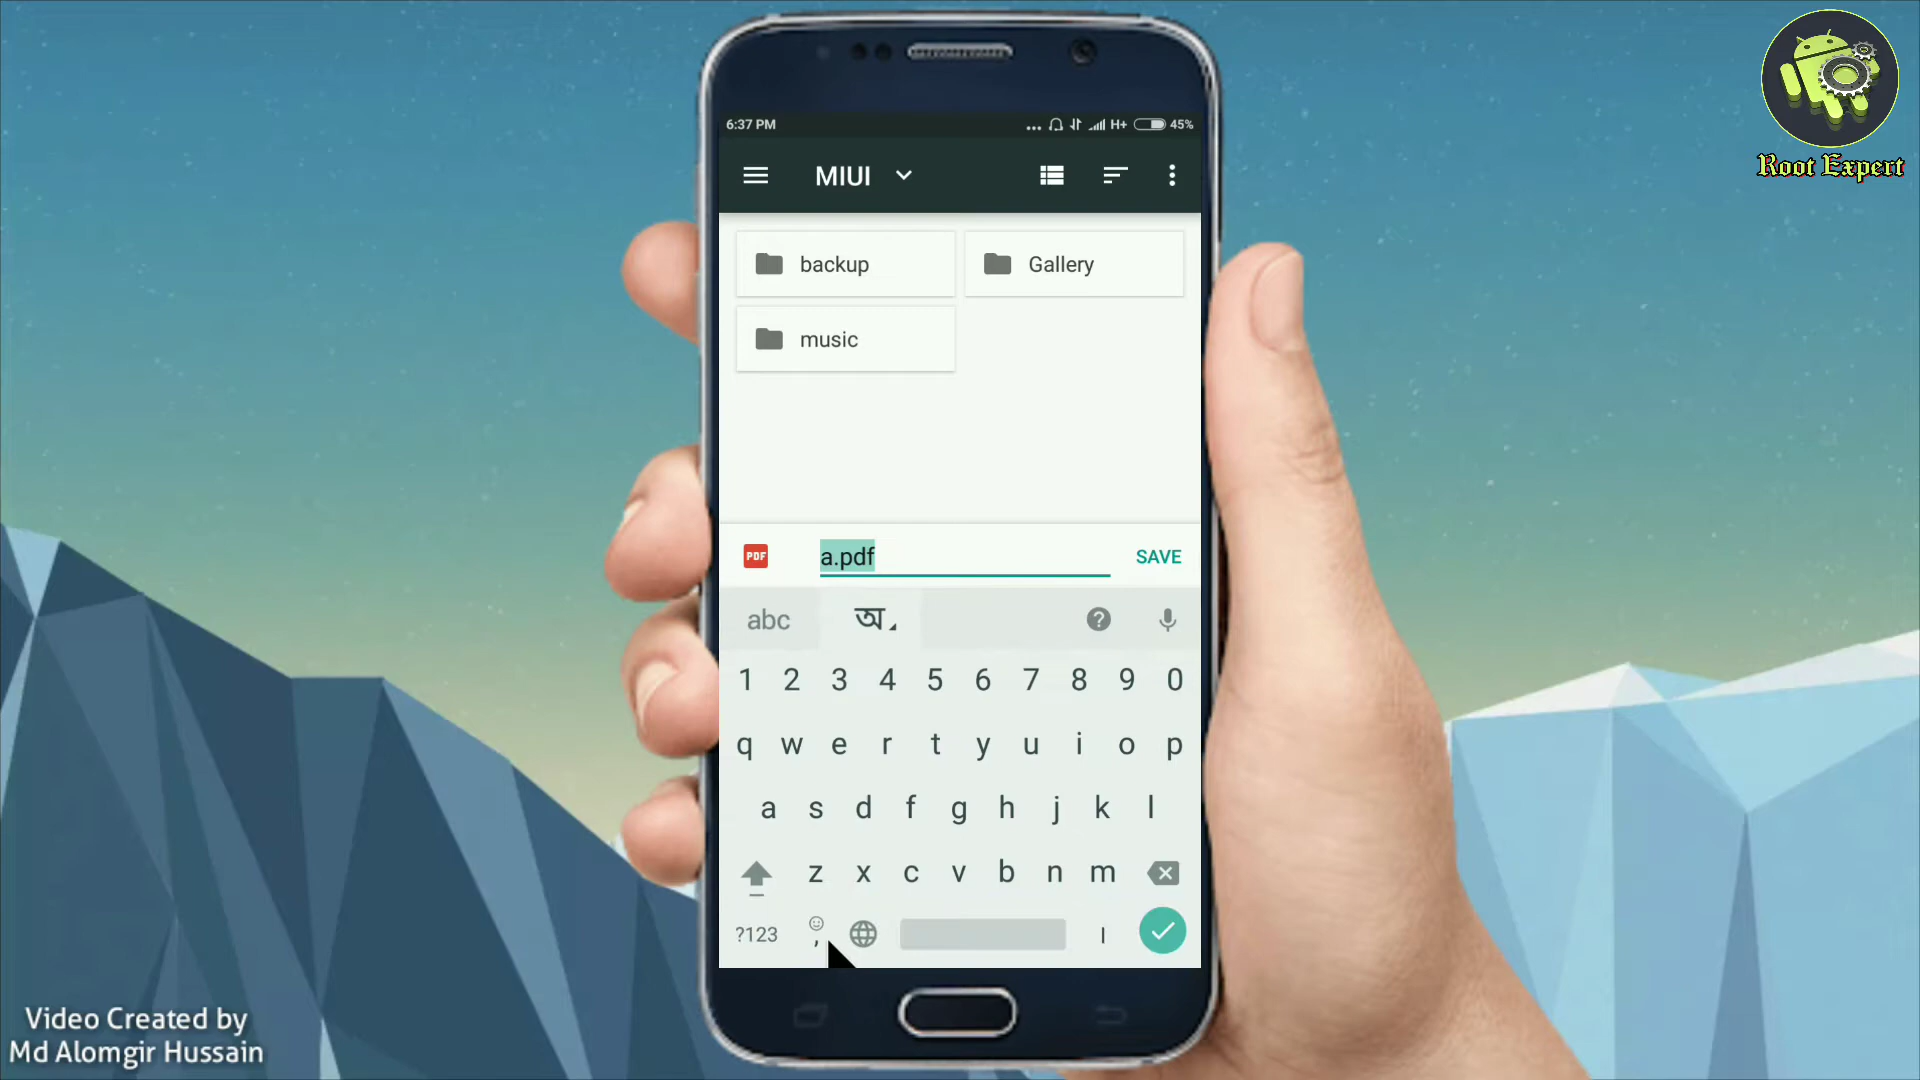 Root Expert
6:37 PM
H+
45%
MIUI
backup
Gallery
music
PDF
a.pdf
SAVE
abc
অ
1 2 3 4 5 6 7 8 9 0
q w e r t y u i o p
a s d f g h j k l
z x c v b n m
?123 , ।
Video Created by
Md Alomgir Hussain